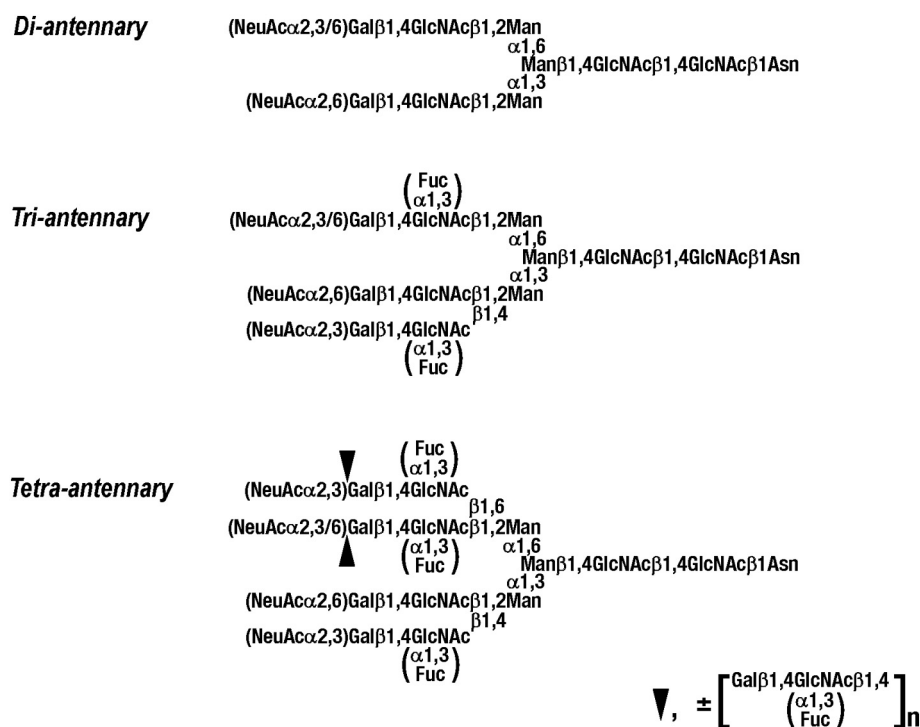 Di-antennary
(NeuAcα2,3/6)Galβ1,4GlcNAcβ1,2Man
α1,6
Manβ1,4GlcNAcβ1,4GlcNAcβ1Asn
α1,3
(NeuAcα2,6)Galβ1,4GlcNAcβ1,2Man
(Fuc
α1,3)
Tri-antennary
(NeuAcα2,3/6)Galβ1,4GlcNAcβ1,2Man
α1,6
Manβ1,4GlcNAcβ1,4GlcNAcβ1Asn
α1,3
(NeuAcα2,6)Galβ1,4GlcNAcβ1,2Man
β1,4
(NeuAcα2,3)Galβ1,4GlcNAc
(α1,3
Fuc)
(Fuc
α1,3)
Tetra-antennary
(NeuAcα2,3)Galβ1,4GlcNAc
β1,6
(NeuAcα2,3/6)Galβ1,4GlcNAcβ1,2Man
(α1,3
Fuc)
α1,6
Manβ1,4GlcNAcβ1,4GlcNAcβ1Asn
α1,3
(NeuAcα2,6)Galβ1,4GlcNAcβ1,2Man
β1,4
(NeuAcα2,3)Galβ1,4GlcNAc
(α1,3
Fuc)
▼, ± [Galβ1,4GlcNAcβ1,4
(α1,3
Fuc)]n